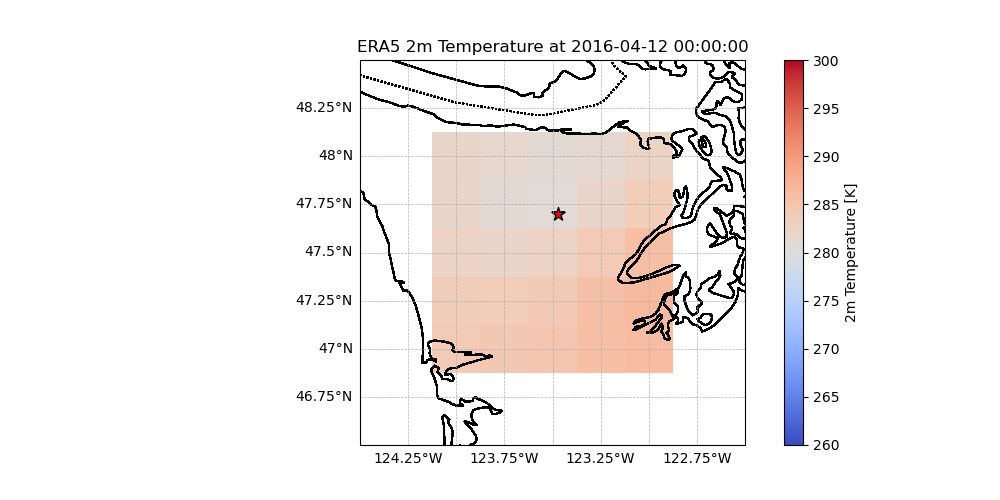 ERA5 2m Temperature at 2016-04-12 00:00:00
48.25°N
48°N
47.75°N
47.5°N
47.25°N
47°N
46.75°N
124.25°W 123.75°W 123.25°W 122.75°W
300
295
290
285
280
275
270
265
260
2m Temperature [K]